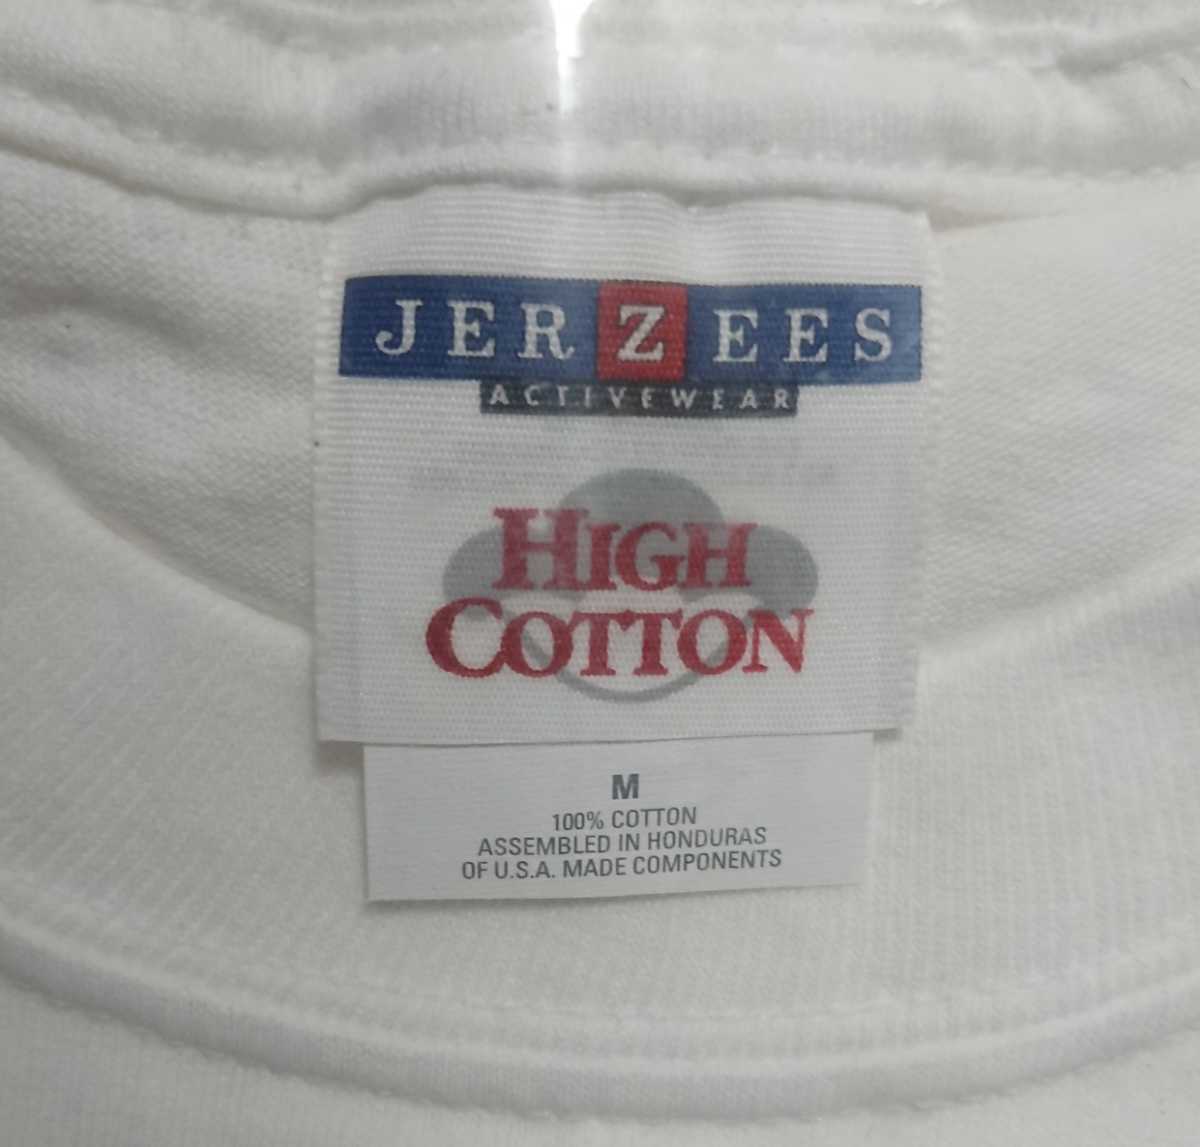 JERZEES
ACTIVEWEAR
HIGH
COTTON
M
100% COTTON
ASSEMBLED IN HONDURAS
OF U.S.A. MADE COMPONENTS